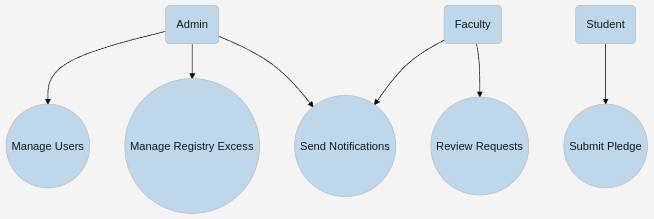 Admin
Faculty
Student
Manage Users
Manage Registry Excess
Send Notifications
Review Requests
Submit Pledge